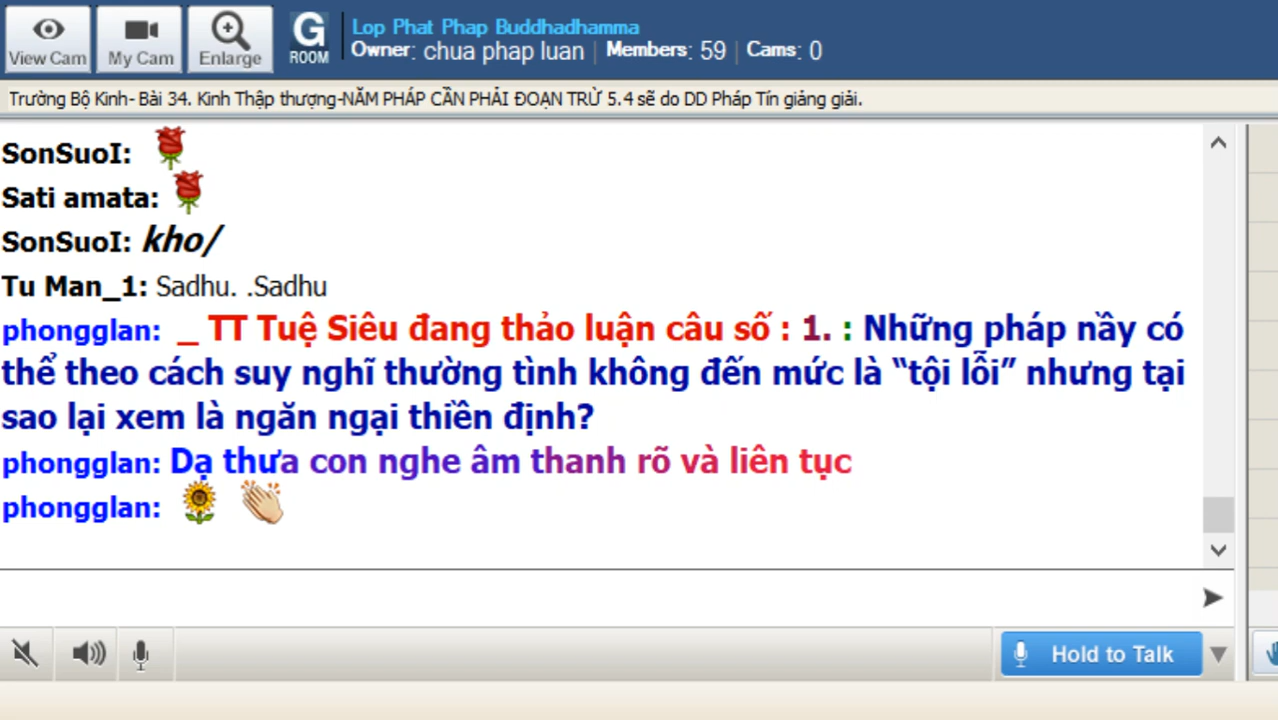 View Cam
My Cam
Enlarge
G
ROOM
Lop Phat Phap Buddhadhamma
Owner: chua phap luan | Members: 59 | Cams: 0
Trường Bộ Kinh- Bài 34. Kinh Thập thượng-NĂM PHÁP CẦN PHẢI ĐOẠN TRỪ 5.4 sẽ do DD Pháp Tín giảng giải.
SonSuoI:
Sati amata:
SonSuoI: kho/
Tu Man_1: Sadhu. .Sadhu
phongglan: _ TT Tuệ Siêu đang thảo luận câu số : 1. : Những pháp nầy có
thể theo cách suy nghĩ thường tình không đến mức là “tội lỗi” nhưng tại
sao lại xem là ngăn ngại thiền định?
phongglan: Dạ thưa con nghe âm thanh rõ và liên tục
phongglan:
Hold to Talk